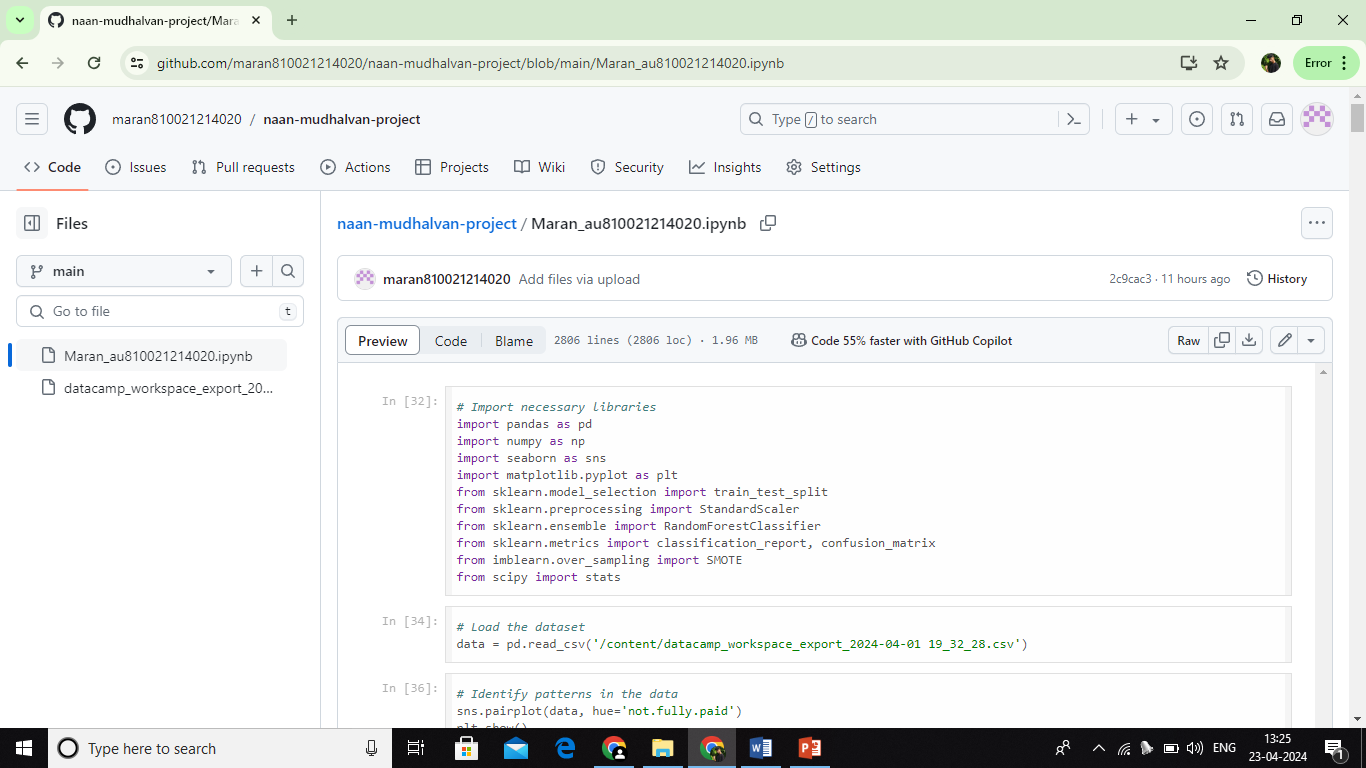 naan-mudhalvan-project/Mara
github.com/maran810021214020/naan-mudhalvan-project/blob/main/Maran_au810021214020.ipynb
Error
maran810021214020 / naan-mudhalvan-project
Type / to search
Code Issues Pull requests Actions Projects Wiki Security Insights Settings
Files
main
Go to file t
Maran_au810021214020.ipynb
datacamp_workspace_export_20...
naan-mudhalvan-project / Maran_au810021214020.ipynb
maran810021214020 Add files via upload 2c9cac3 · 11 hours ago History
Preview Code Blame 2806 lines (2806 loc) · 1.96 MB Code 55% faster with GitHub Copilot Raw
In [32]:
# Import necessary libraries
import pandas as pd
import numpy as np
import seaborn as sns
import matplotlib.pyplot as plt
from sklearn.model_selection import train_test_split
from sklearn.preprocessing import StandardScaler
from sklearn.ensemble import RandomForestClassifier
from sklearn.metrics import classification_report, confusion_matrix
from imblearn.over_sampling import SMOTE
from scipy import stats
In [34]:
# Load the dataset
data = pd.read_csv('/content/datacamp_workspace_export_2024-04-01 19_32_28.csv')
In [36]:
# Identify patterns in the data
sns.pairplot(data, hue='not.fully.paid')
plt.show()
Type here to search
ENG
13:25
23-04-2024
1